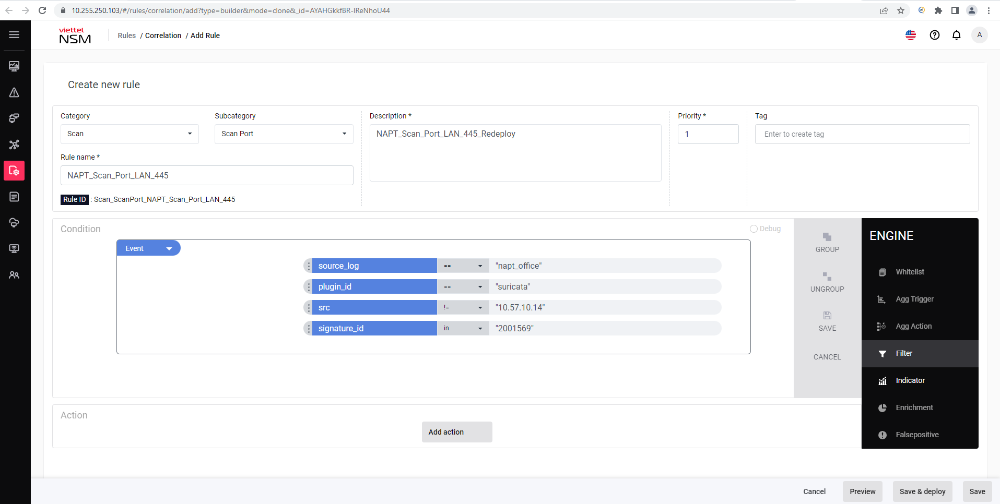 10.255.250.103/#/rules/correlation/add?type=builder&mode=clone&_id=AYAHGkkfBR-IReNhoU44
viettel
NSM
Rules / Correlation / Add Rule
A
Create new rule
Category
Subcategory
Description *
Priority *
Tag
Scan
Scan Port
NAPT_Scan_Port_LAN_445_Redeploy
1
Enter to create tag
Rule name *
NAPT_Scan_Port_LAN_445
Rule ID : Scan_ScanPort_NAPT_Scan_Port_LAN_445
Condition
Debug
Event
source_log == "napt_office"
plugin_id == "suricata"
src != "10.57.10.14"
signature_id in "2001569"
GROUP
UNGROUP
SAVE
CANCEL
ENGINE
Whitelist
Agg Trigger
Agg Action
Filter
Indicator
Enrichment
Falsepositive
Action
Add action
Cancel
Preview
Save & deploy
Save